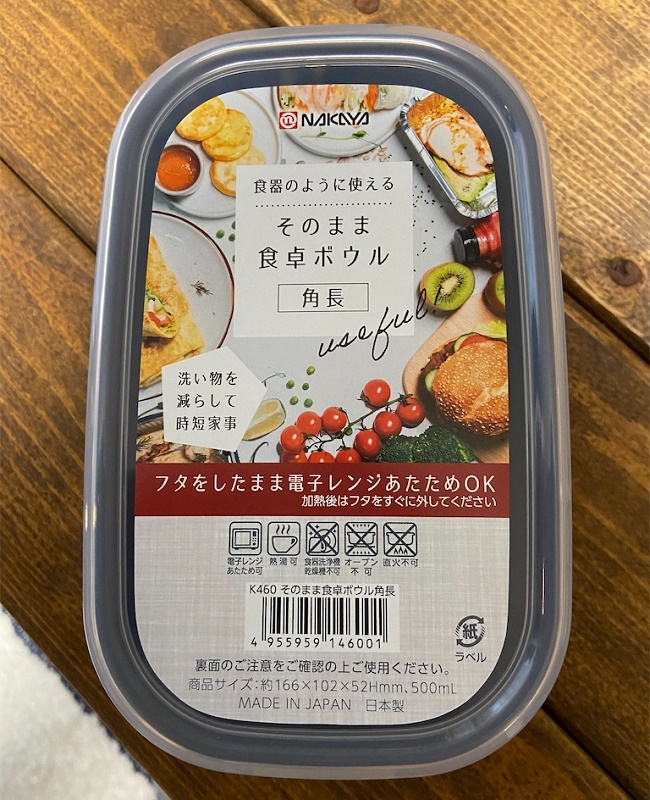 NAKAYA
食器のように使える
そのまま
食卓ボウル
角長
useful!
洗い物を
減らして
時短家事
フタをしたまま電子レンジあたためOK
加熱後はフタをすぐに外してください
電子レンジ
あたため可
熱湯可
食器洗浄機
乾燥機不可
オーブン
不可
直火不可
K460 そのまま食卓ボウル角長
4 955959 146001
紙
ラベル
裏面のご注意をご確認の上ご使用ください。
商品サイズ:約166×102×52Hmm、500mL
MADE IN JAPAN 日本製